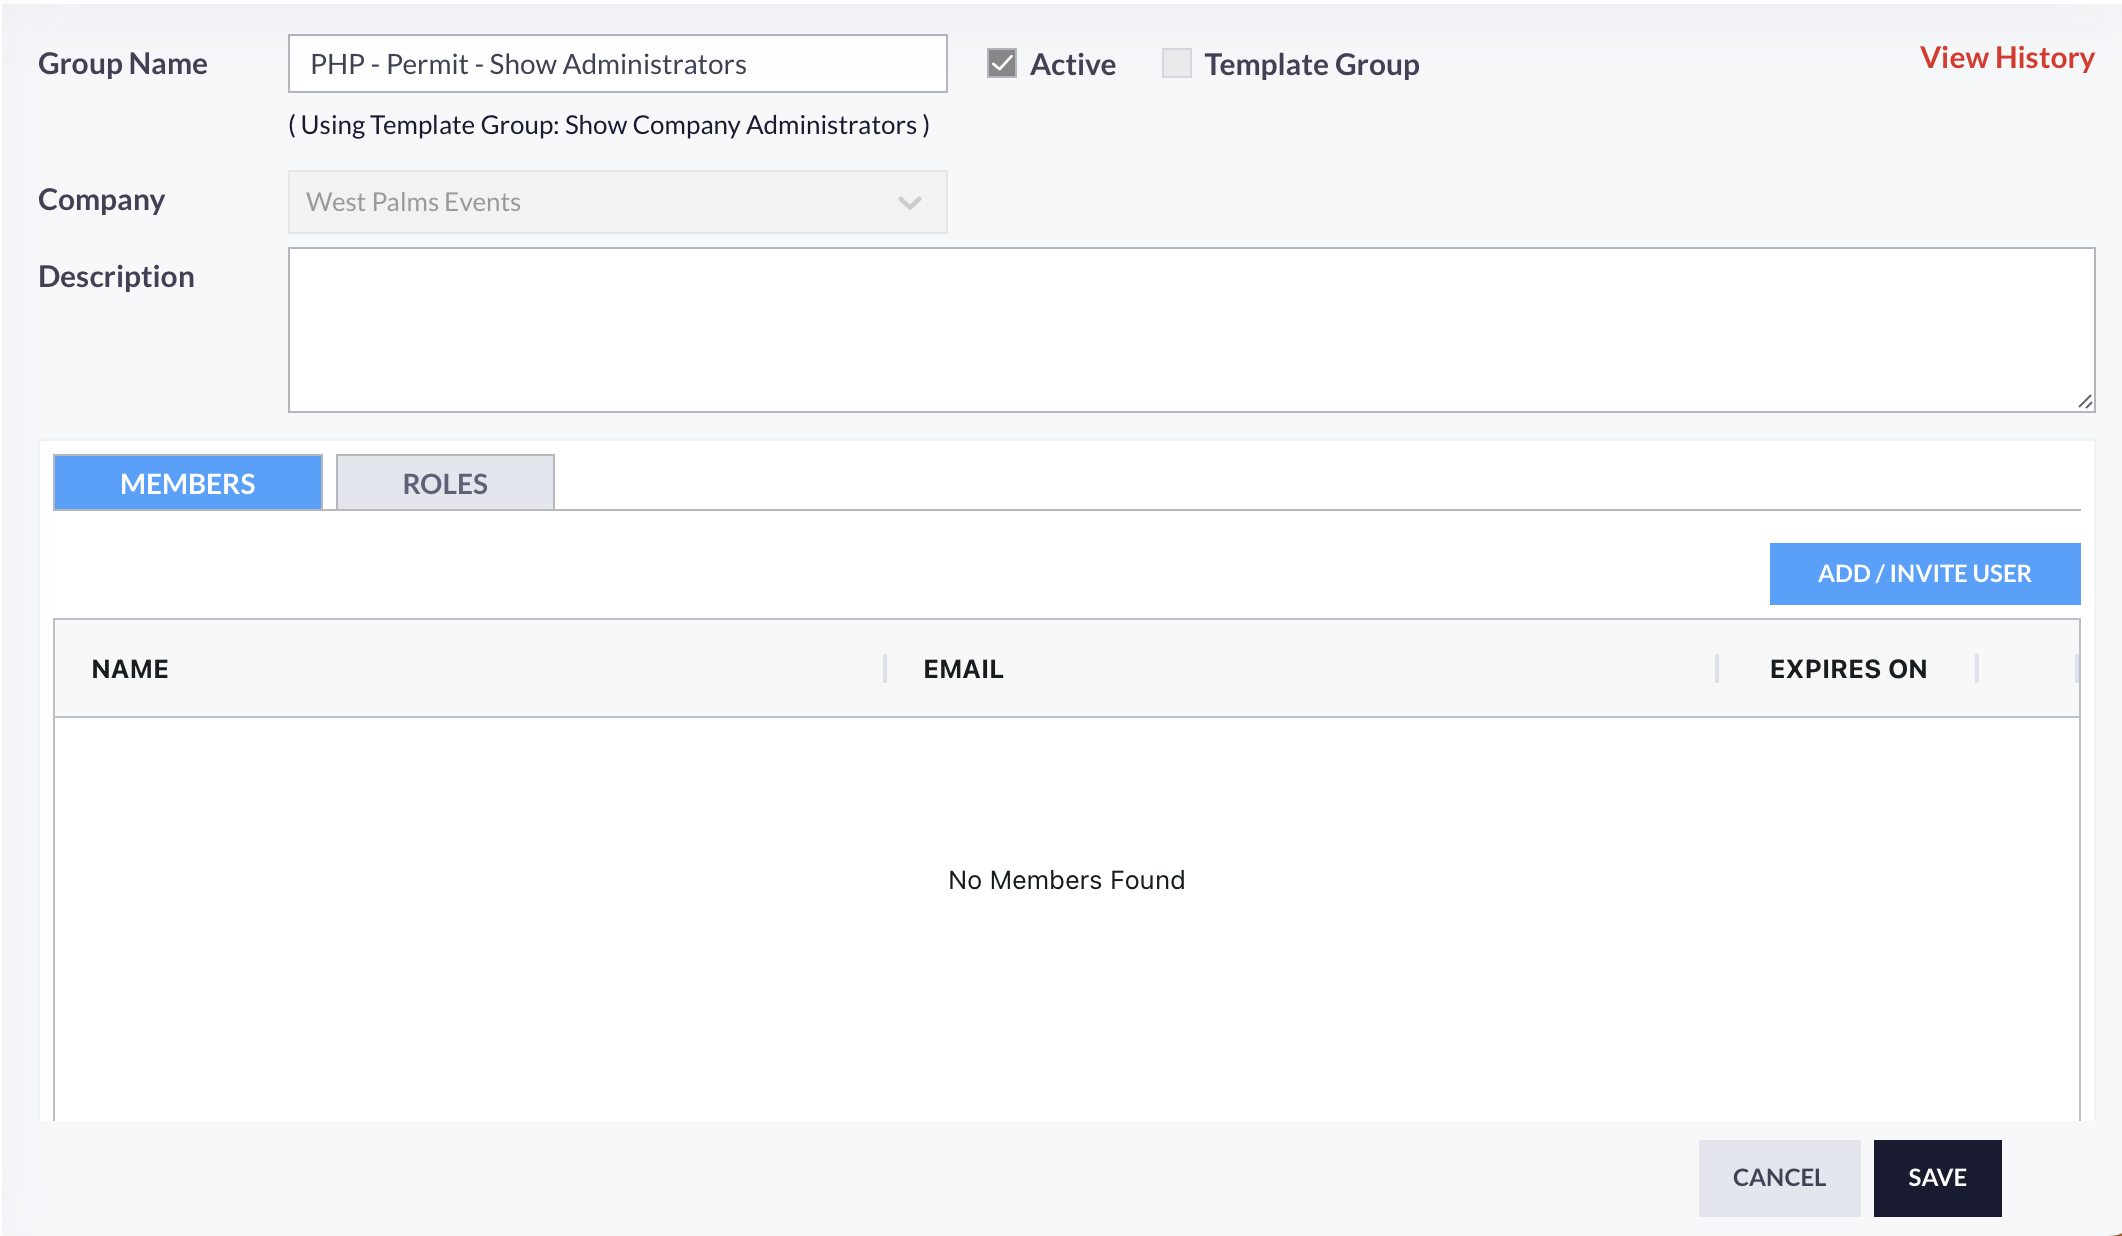 Group Name
PHP - Permit - Show Administrators
Active
Template Group
View History
( Using Template Group: Show Company Administrators )
Company
West Palms Events
Description
MEMBERS
ROLES
ADD / INVITE USER
NAME
EMAIL
EXPIRES ON
No Members Found
CANCEL
SAVE